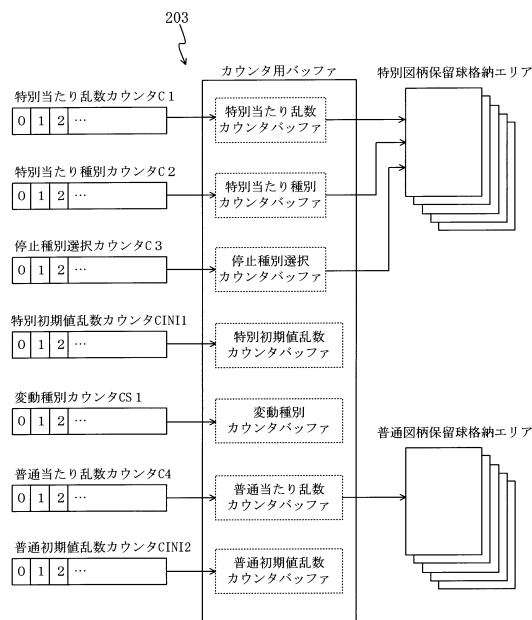 203
カウンタ用バッファ
特別図柄保留球格納エリア
特別当たり乱数カウンタC1
0 1 2 …
特別当たり乱数
カウンタバッファ
特別当たり種別カウンタC2
0 1 2 …
特別当たり種別
カウンタバッファ
停止種別選択カウンタC3
0 1 2 …
停止種別選択
カウンタバッファ
特別初期値乱数カウンタCINI1
0 1 2 …
特別初期値乱数
カウンタバッファ
変動種別カウンタCS1
0 1 2 …
変動種別
カウンタバッファ
普通図柄保留球格納エリア
普通当たり乱数カウンタC4
0 1 2 …
普通当たり乱数
カウンタバッファ
普通初期値乱数カウンタCINI2
0 1 2 …
普通初期値乱数
カウンタバッファ